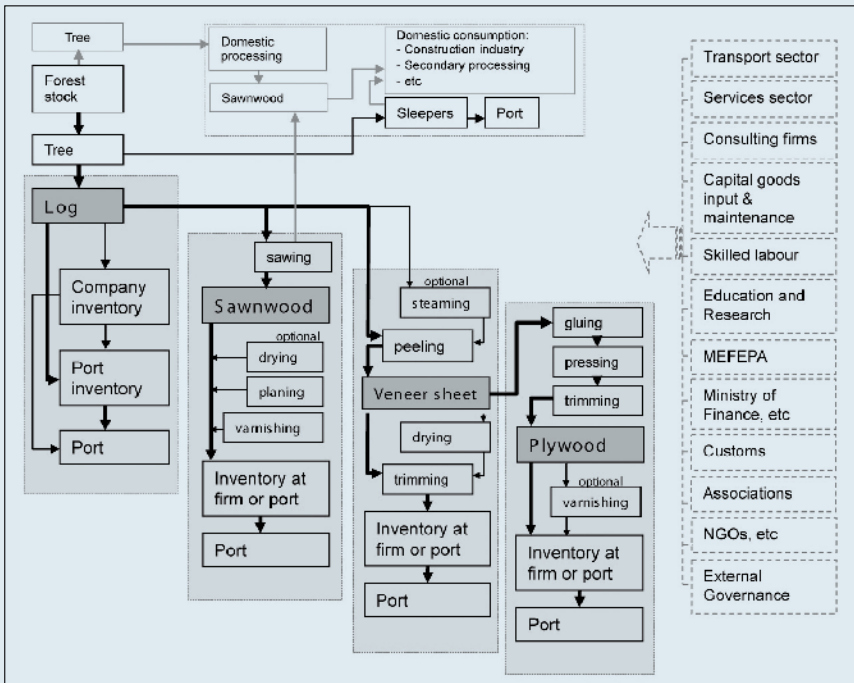 Tree
Domestic
processing
Domestic consumption:
- Construction industry
- Secondary processing
- etc
Forest
stock
Sawnwood
Sleepers
Port
Tree
Log
Company
inventory
Port
inventory
Port
sawing
Sawnwood
optional
drying
planing
varnishing
Inventory at
firm or port
Port
optional
steaming
peeling
Veneer sheet
drying
trimming
Inventory at
firm or port
Port
gluing
pressing
trimming
Plywood
optional
varnishing
Inventory at
firm or port
Port
Transport sector
Services sector
Consulting firms
Capital goods
input &
maintenance
Skilled labour
Education and
Research
MEFEPA
Ministry of
Finance, etc
Customs
Associations
NGOs, etc
External
Governance